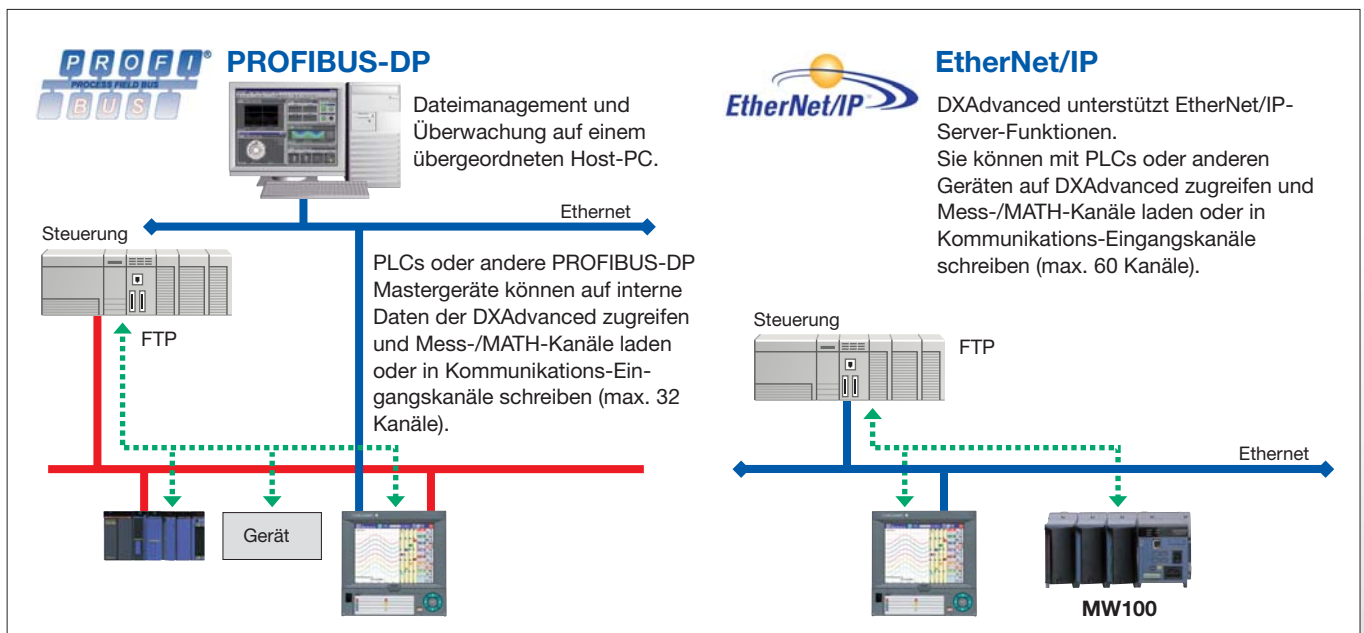 PROFI®
PROCESS FIELD BUS
BUS
PROFIBUS-DP
Dateimanagement und
Überwachung auf einem
übergeordneten Host-PC.
Ethernet
Steuerung
FTP
PLCs oder andere PROFIBUS-DP
Mastergeräte können auf interne
Daten der DXAdvanced zugreifen
und Mess-/MATH-Kanäle laden
oder in Kommunikations-Ein-
gangskanäle schreiben (max. 32
Kanäle).
Gerät
EtherNet/IP
EtherNet/IP
DXAdvanced unterstützt EtherNet/IP-
Server-Funktionen.
Sie können mit PLCs oder anderen
Geräten auf DXAdvanced zugreifen und
Mess-/MATH-Kanäle laden oder in
Kommunikations-Eingangskanäle
schreiben (max. 60 Kanäle).
Steuerung
FTP
Ethernet
MW100